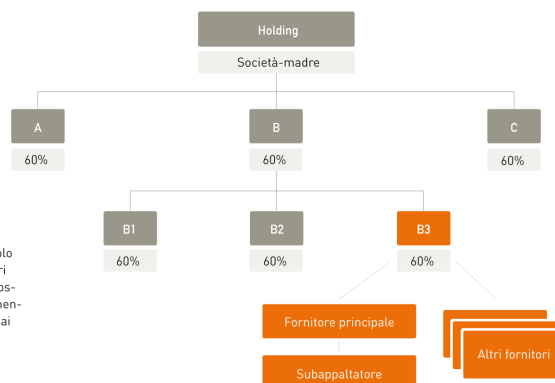 Holding
Società-madre
A
B
C
60%
60%
60%
B1
B2
B3
60%
60%
60%
Fornitore principale
Altri fornitori
Subappaltatore